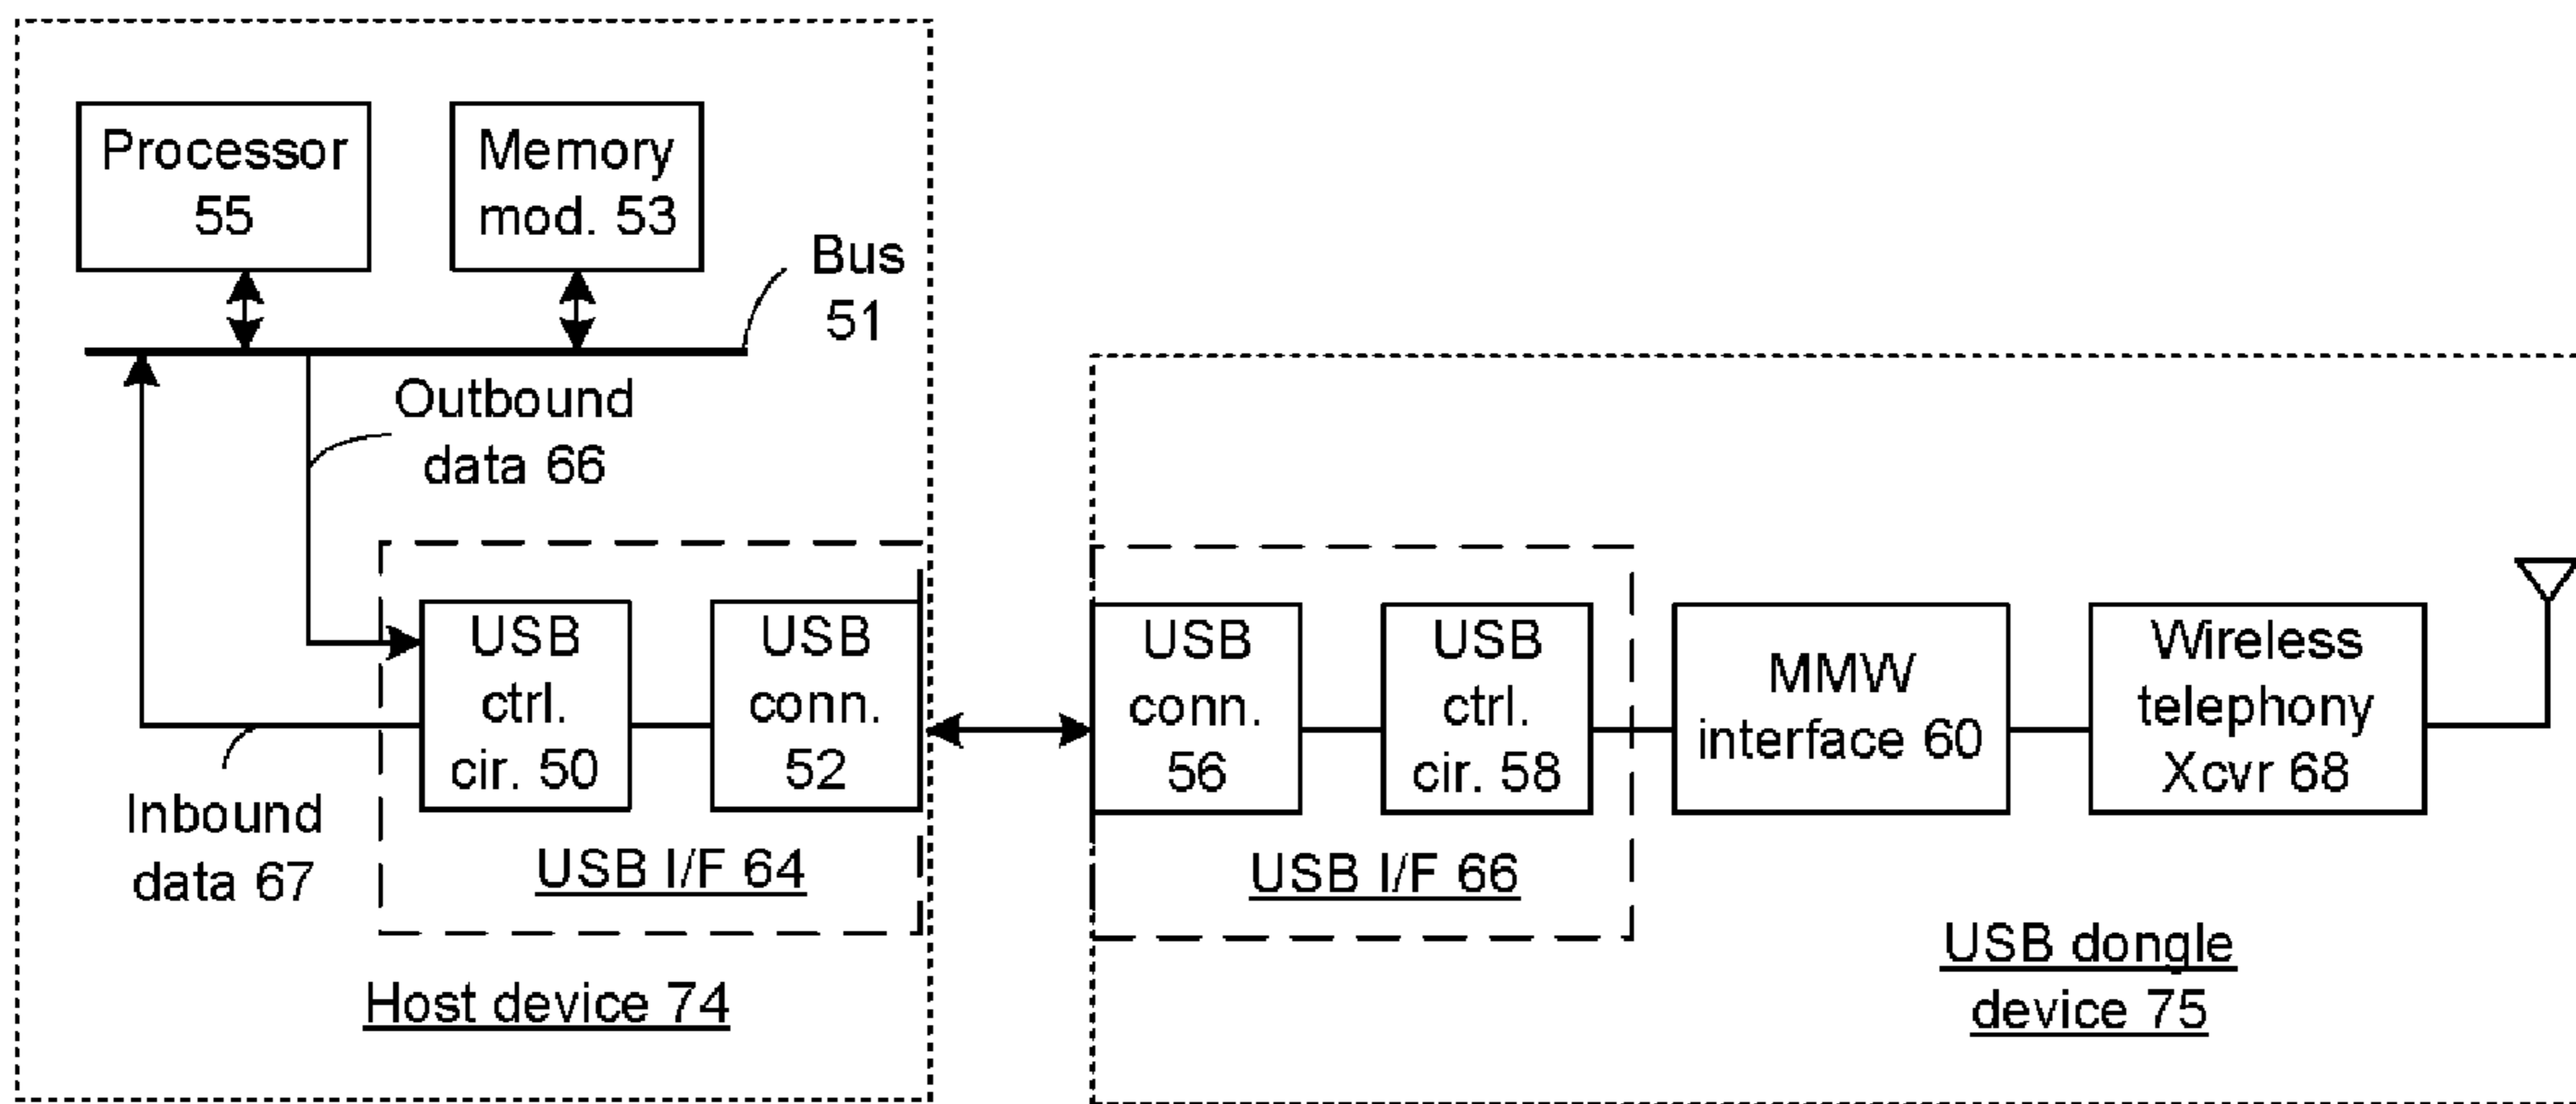 Processor
55
Memory
mod. 53
Bus
51
Outbound
data 66
USB
ctrl.
cir. 50
USB
conn.
52
Inbound
data 67
USB I/F 64
Host device 74
USB
conn.
56
USB
ctrl.
cir. 58
USB I/F 66
MMW
interface 60
Wireless
telephony
Xcvr 68
USB dongle
device 75